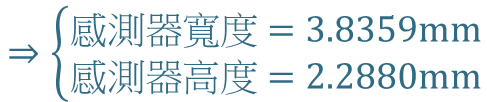 ⇒ { 感測器寬度 = 3.8359mm
感測器高度 = 2.2880mm